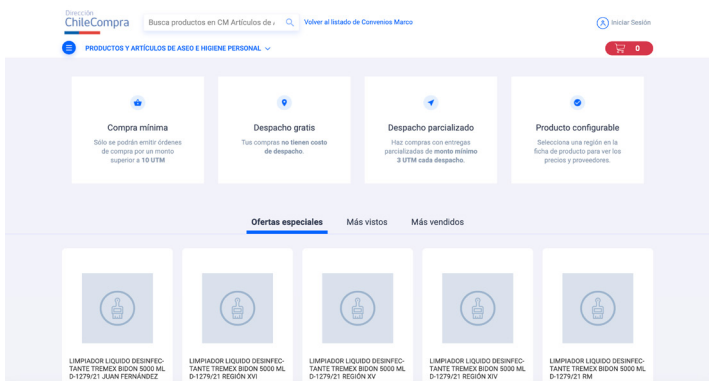 Dirección
ChileCompra
Busca productos en CM Artículos de
Volver al listado de Convenios Marco
Iniciar Sesión
PRODUCTOS Y ARTÍCULOS DE ASEO E HIGIENE PERSONAL
0
Compra mínima
Sólo se podrán emitir órdenes
de compra por un monto
superior a 10 UTM
Despacho gratis
Tus compras no tienen costo
de despacho.
Despacho parcializado
Haz compras con entregas
parcializadas de monto mínimo
3 UTM cada despacho.
Producto configurable
Selecciona una región en la
ficha de producto para ver los
precios y proveedores.
Ofertas especiales
Más vistos
Más vendidos
LIMPIADOR LIQUIDO DESINFEC-
TANTE TREMEX BIDON 5000 ML
D-1279/21 JUAN FERNÁNDEZ
LIMPIADOR LIQUIDO DESINFEC-
TANTE TREMEX BIDON 5000 ML
D-1279/21 REGIÓN XVI
LIMPIADOR LIQUIDO DESINFEC-
TANTE TREMEX BIDON 5000 ML
D-1279/21 REGIÓN XV
LIMPIADOR LIQUIDO DESINFEC-
TANTE TREMEX BIDON 5000 ML
D-1279/21 REGIÓN XIV
LIMPIADOR LIQUIDO DESINFEC-
TANTE TREMEX BIDON 5000 ML
D-1279/21 RM